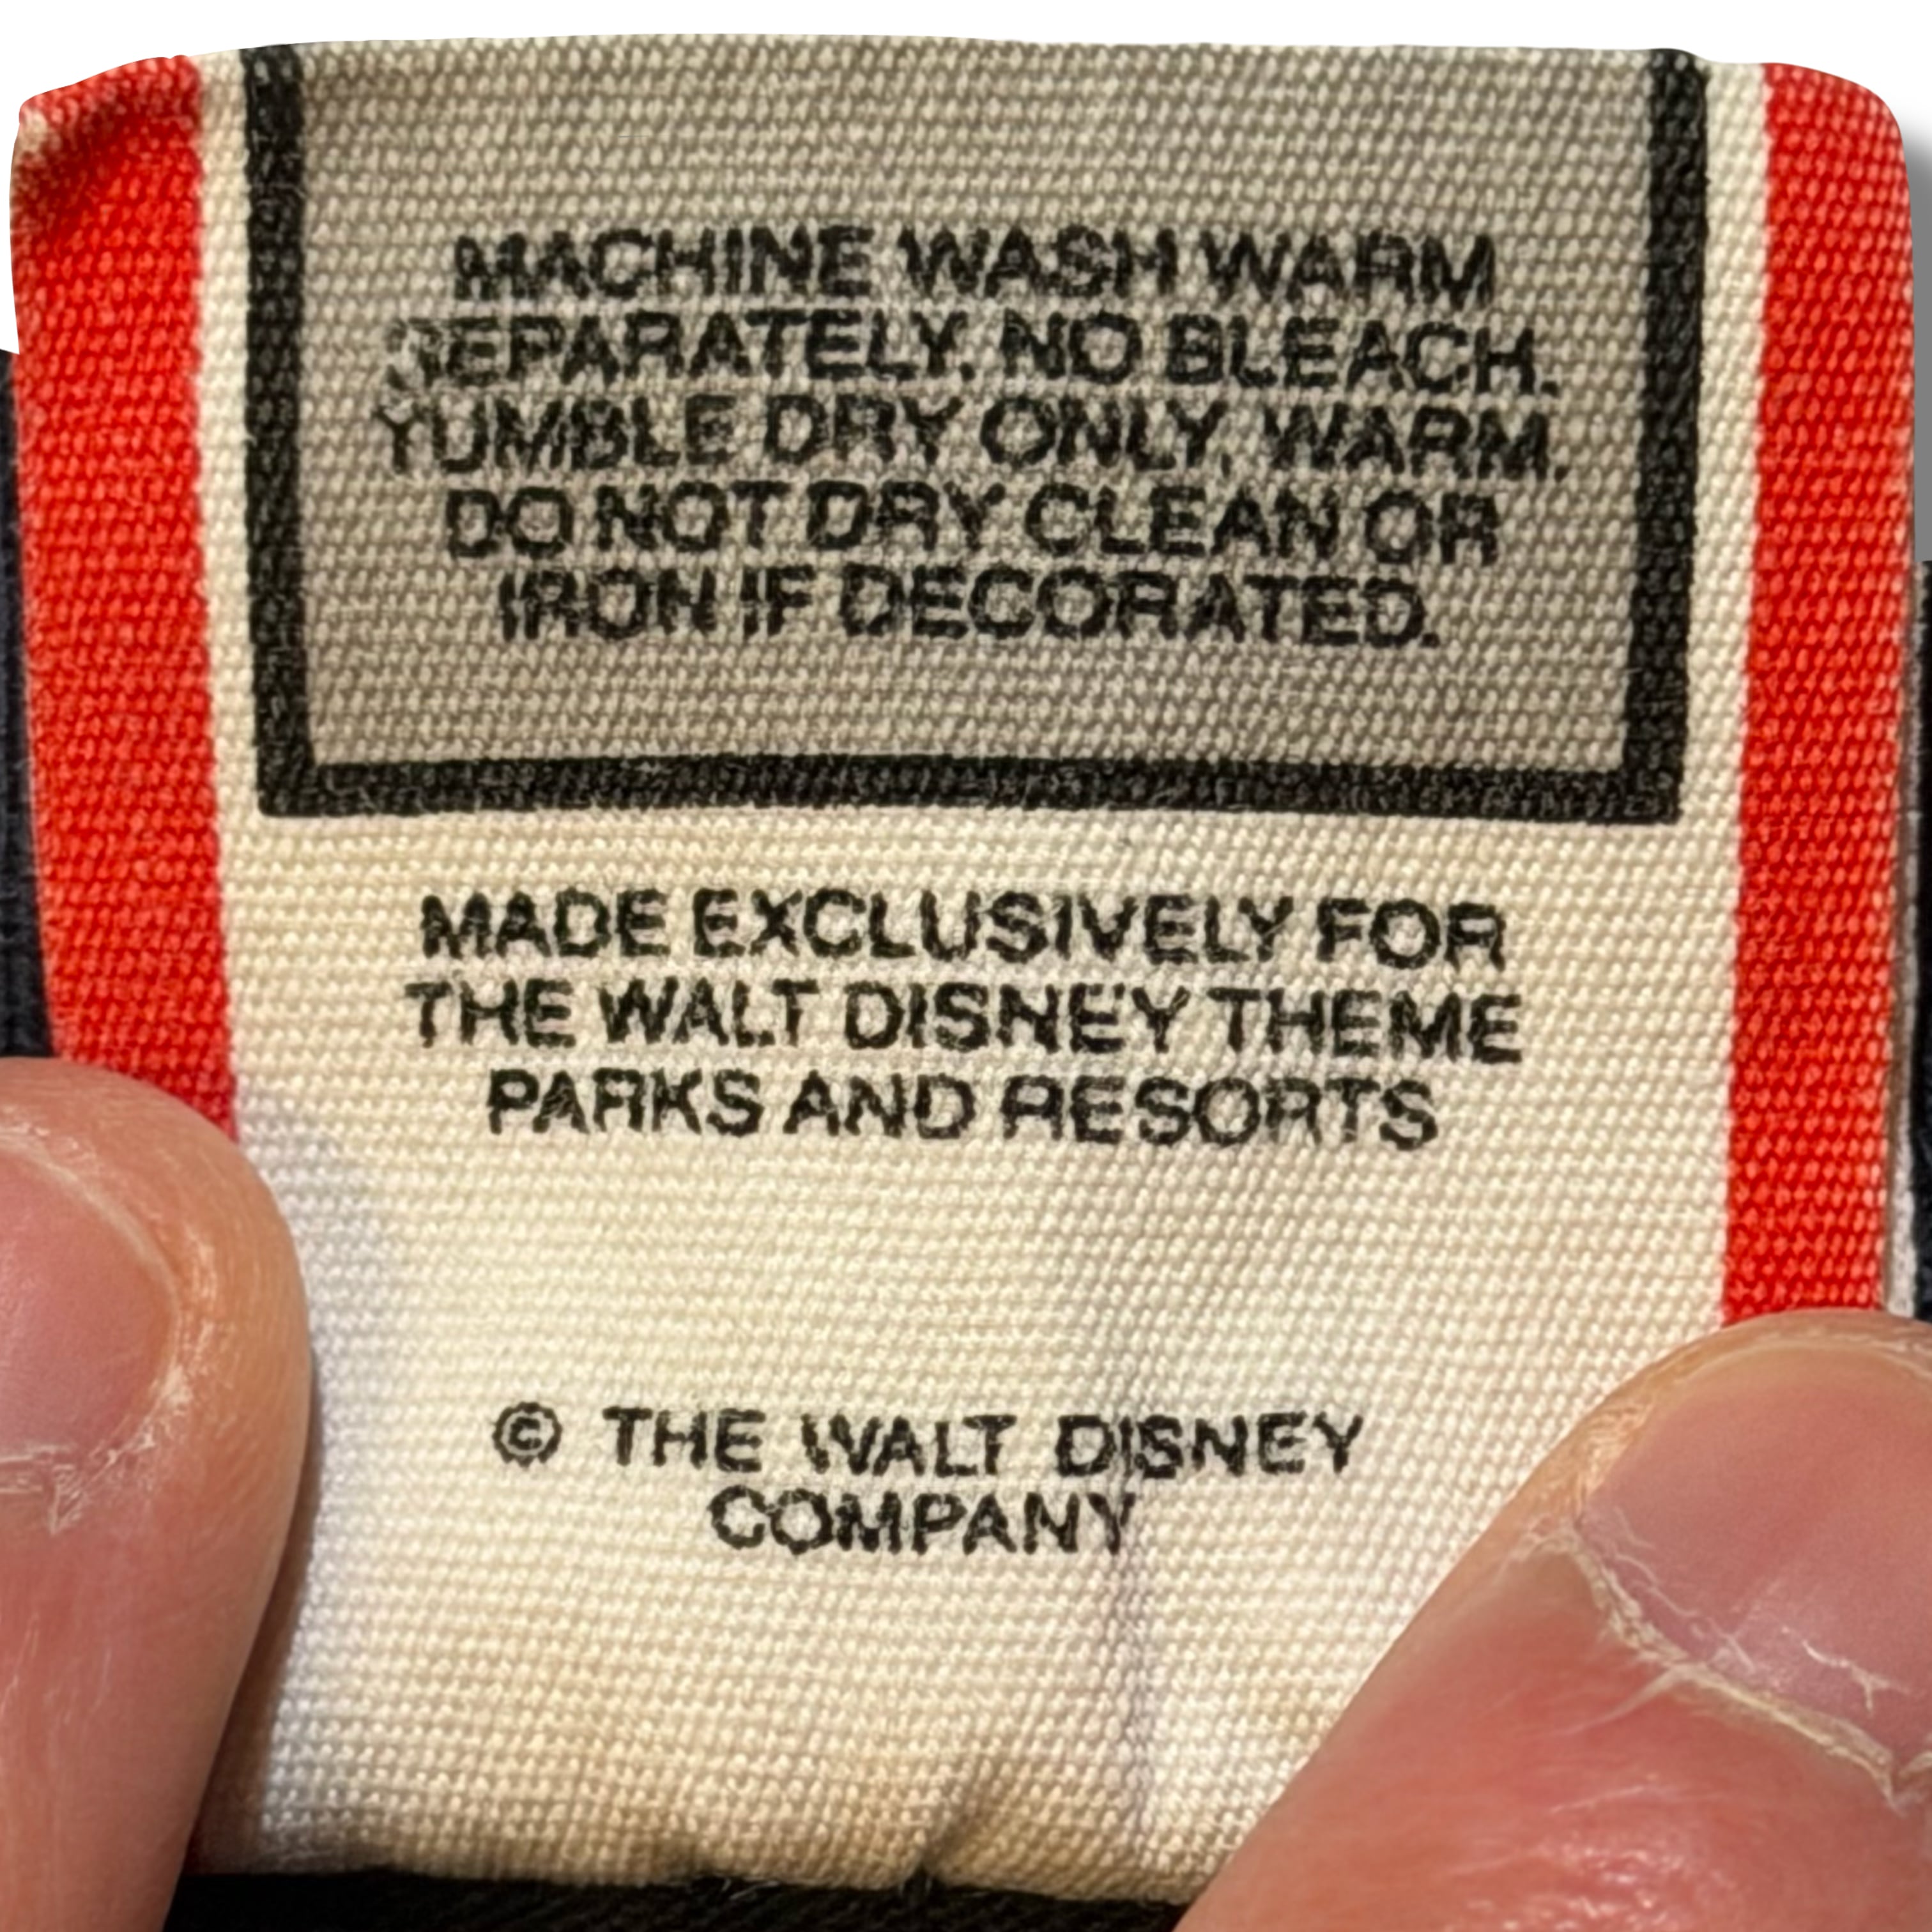 MACHINE WASH WARM
SEPARATELY, NO BLEACH.
TUMBLE DRY ONLY, WARM.
DO NOT DRY CLEAN OR
IRON IF DECORATED.
MADE EXCLUSIVELY FOR
THE WALT DISNEY THEME
PARKS AND RESORTS
© THE WALT DISNEY
COMPANY